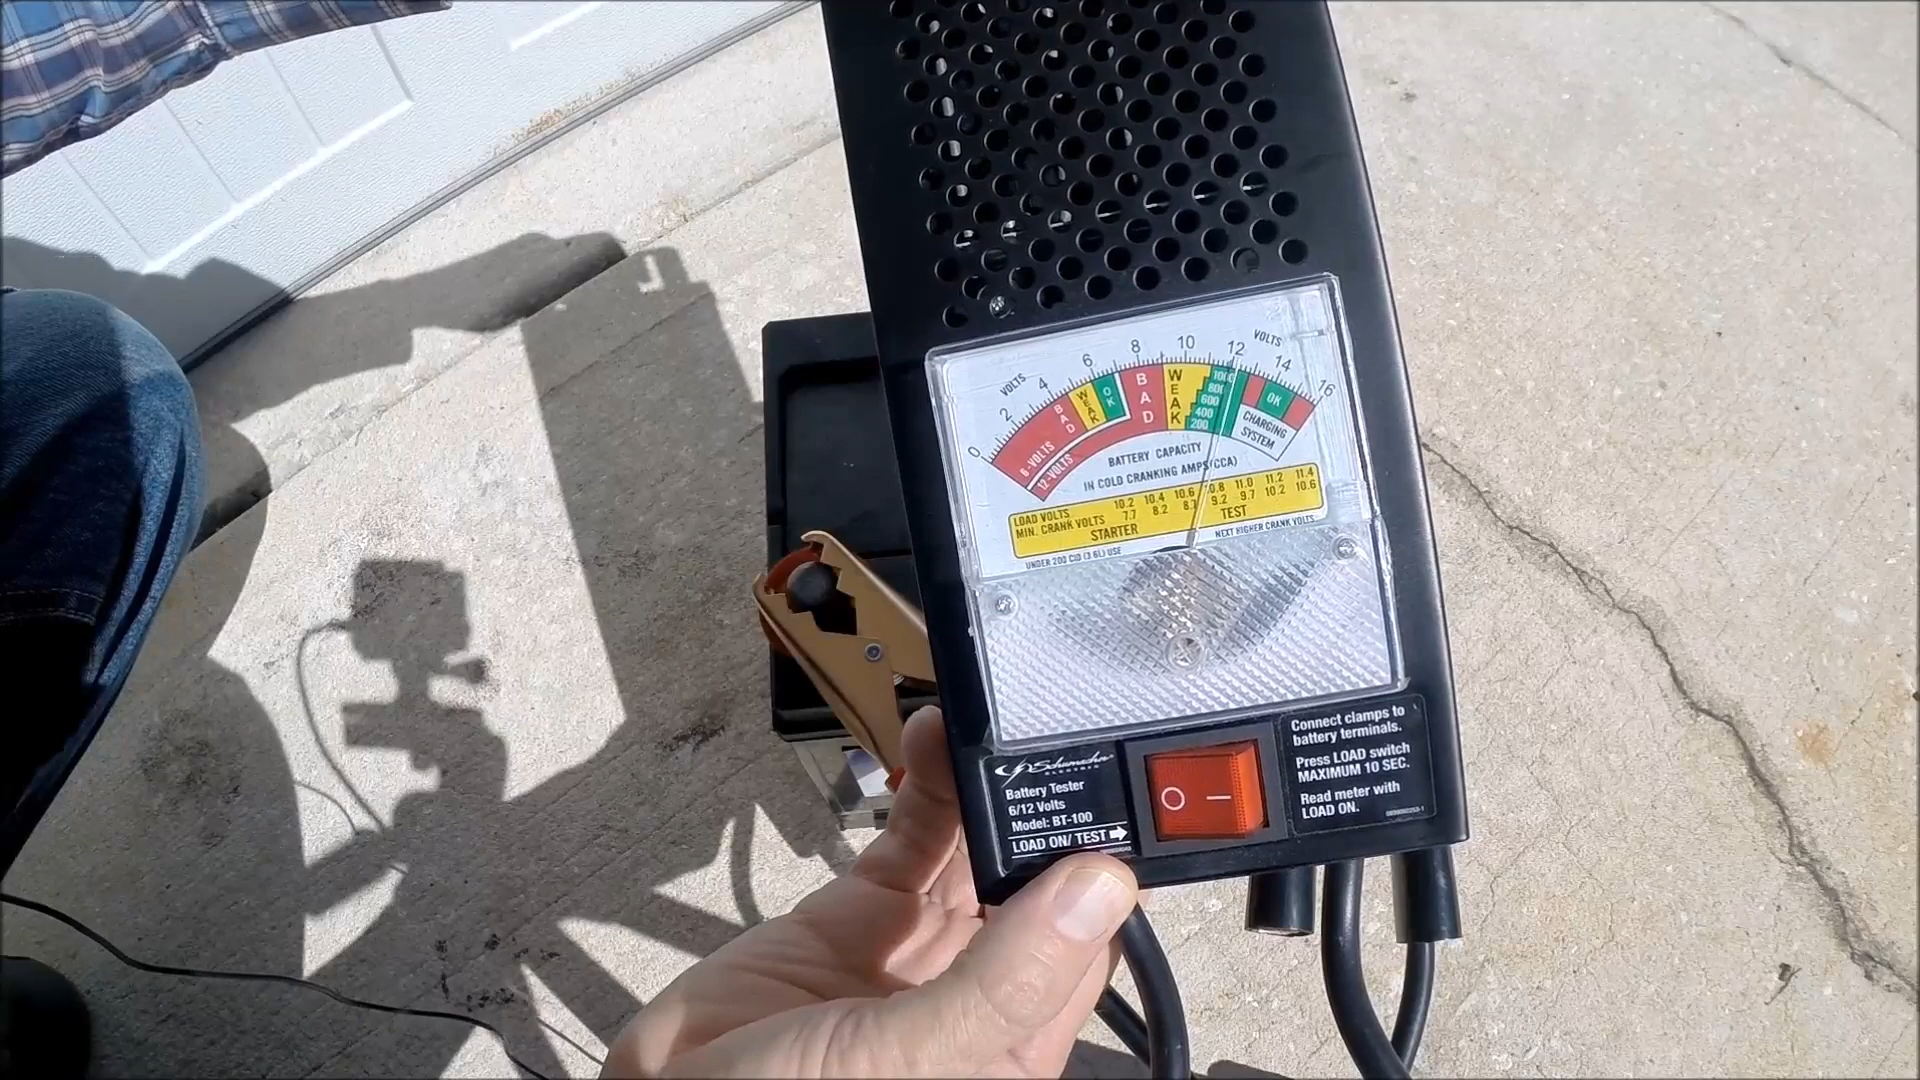 VOLTS
VOLTS
0 2 4 6 8 10 12 14 16
BAD
WEAK
OK
BAD
WEAK
1000
800
600
400
200
OK
CHARGING
SYSTEM
6-VOLTS
12-VOLTS
BATTERY CAPACITY
IN COLD CRANKING AMPS(CCA)
LOAD VOLTS 10.2 10.4 10.6 10.8 11.0 11.2 11.4
MIN. CRANK VOLTS 7.7 8.2 8.7 9.2 9.7 10.2 10.6
STARTER TEST
UNDER 200 CID (3.6L) USE NEXT HIGHER CRANK VOLTS
Schumacher
ELECTRIC
Battery Tester
6/12 Volts
Model: BT-100
LOAD ON/ TEST
O I
Connect clamps to
battery terminals.
Press LOAD switch
MAXIMUM 10 SEC.
Read meter with
LOAD ON.